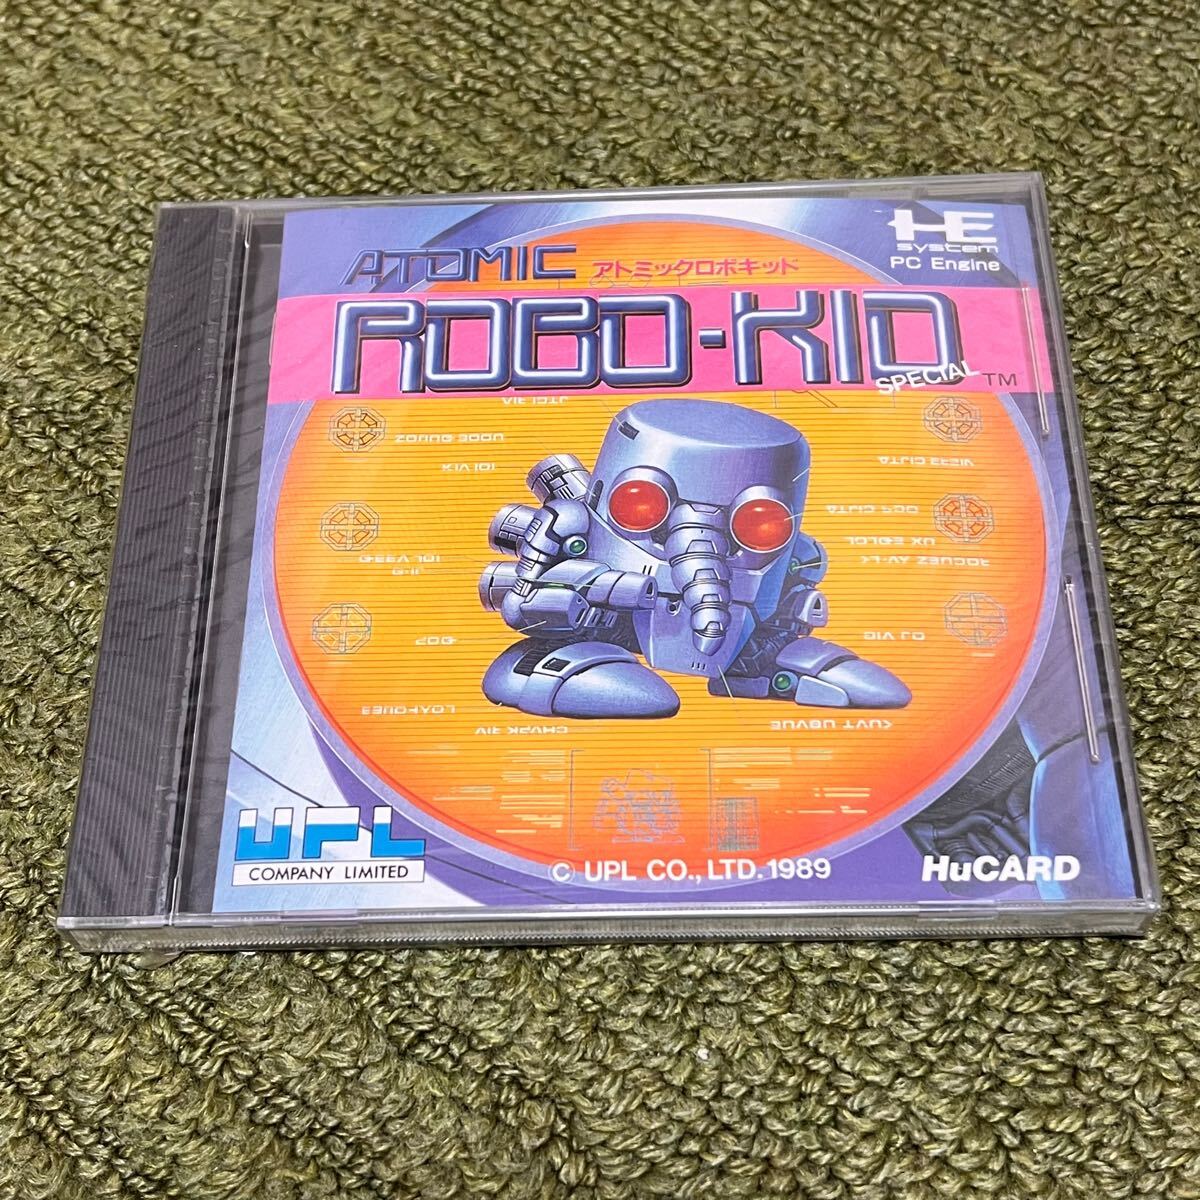 ATOMIC アトミックロボキッド
HE
system
PC Engine
ROBO-KID
SPECIAL TM
UPL
COMPANY LIMITED
© UPL CO., LTD. 1989
HuCARD